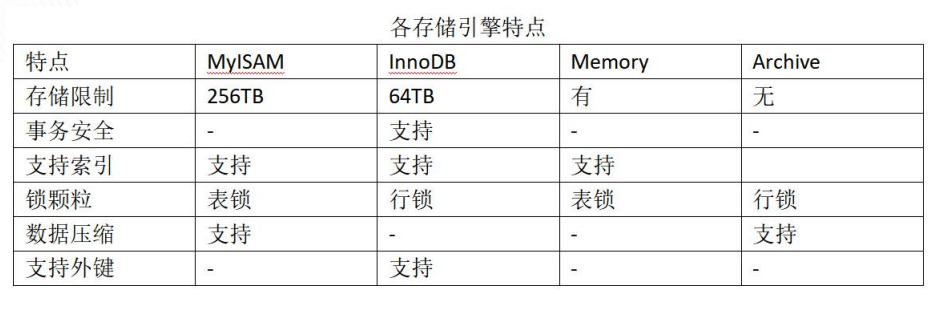 各存储引擎特点
特点 MyISAM InnoDB Memory Archive
存储限制 256TB 64TB 有 无
事务安全 - 支持 - -
支持索引 支持 支持 支持
锁颗粒 表锁 行锁 表锁 行锁
数据压缩 支持 - - 支持
支持外键 - 支持 - -